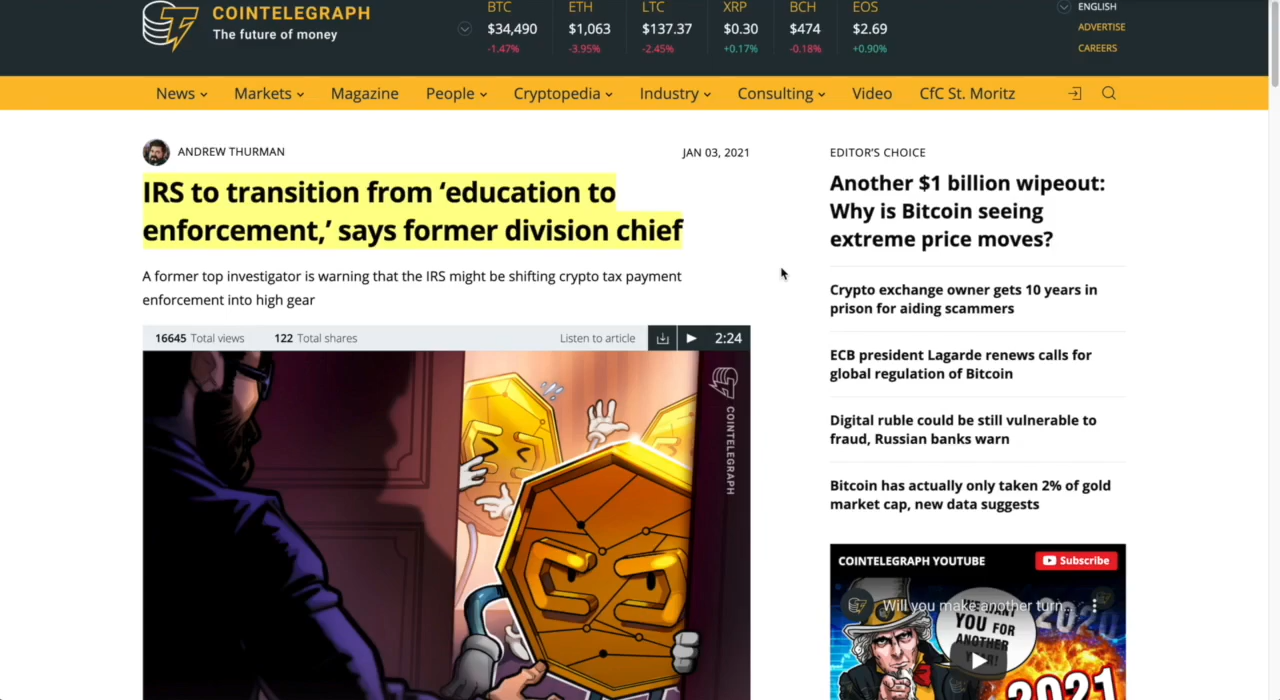 COINTELEGRAPH
The future of money
BTC
$34,490
-1.47%
ETH
$1,063
-3.95%
LTC
$137.37
-2.45%
XRP
$0.30
+0.17%
BCH
$474
-0.18%
EOS
$2.69
+0.90%
ENGLISH
ADVERTISE
CAREERS
News Markets Magazine People Cryptopedia Industry Consulting Video CfC St. Moritz
ANDREW THURMAN
JAN 03, 2021
IRS to transition from ‘education to
enforcement,’ says former division chief
A former top investigator is warning that the IRS might be shifting crypto tax payment
enforcement into high gear
16645 Total views 122 Total shares Listen to article 2:24
COINTELEGRAPH
EDITOR’S CHOICE
Another $1 billion wipeout:
Why is Bitcoin seeing
extreme price moves?
Crypto exchange owner gets 10 years in
prison for aiding scammers
ECB president Lagarde renews calls for
global regulation of Bitcoin
Digital ruble could be still vulnerable to
fraud, Russian banks warn
Bitcoin has actually only taken 2% of gold
market cap, new data suggests
COINTELEGRAPH YOUTUBE
Subscribe
Will you make another turn...
YOU FOR
ANOTHER
2020
2021